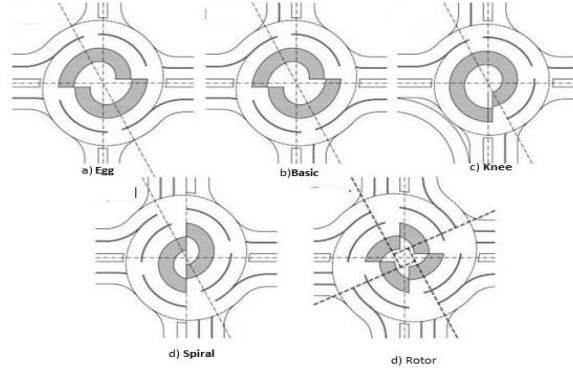 a) Egg
b)Basic
c) Knee
d) Spiral
d) Rotor